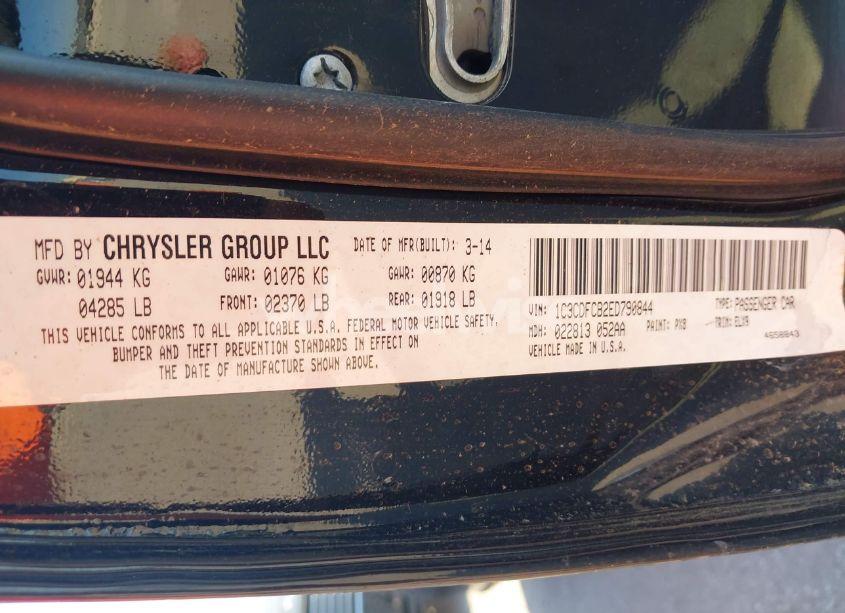 MFD BY CHRYSLER GROUP LLC DATE OF MFR(BUILT): 3-14
GVWR: 01944 KG GAWR: 01076 KG GAWR: 00870 KG
04285 LB FRONT: 02370 LB REAR: 01918 LB
THIS VEHICLE CONFORMS TO ALL APPLICABLE U.S.A. FEDERAL MOTOR VEHICLE SAFETY,
BUMPER AND THEFT PREVENTION STANDARDS IN EFFECT ON
THE DATE OF MANUFACTURE SHOWN ABOVE.
VIN: 1C3CDFCB2ED790844 TYPE: PASSENGER CAR
MDH: 022813 052AA PAINT: PX8 TRIM: ELX9
VEHICLE MADE IN U.S.A. 4658843